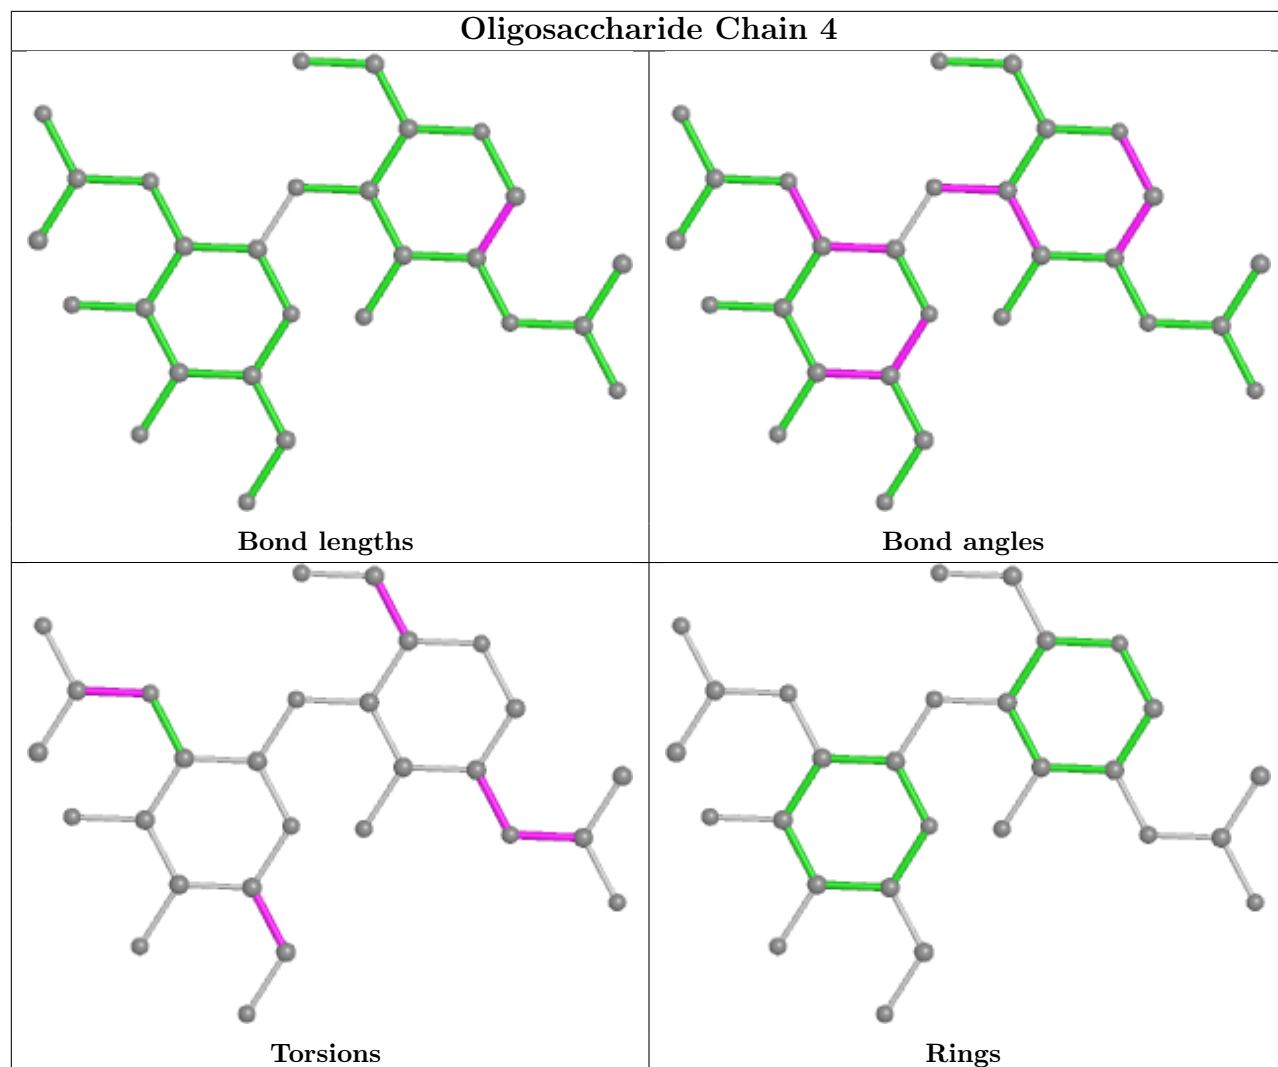 Oligosaccharide Chain 4
Bond lengths
Bond angles
Torsions
Rings